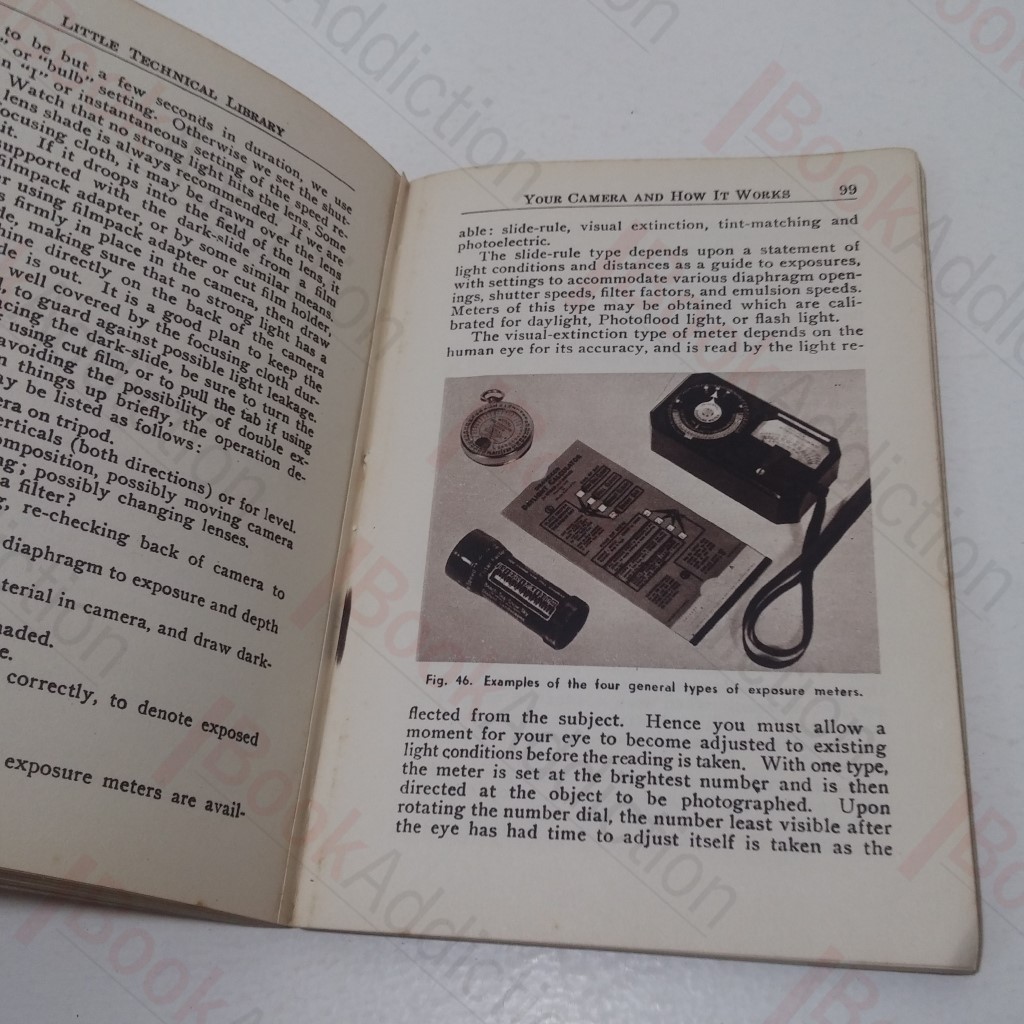 LITTLE TECHNICAL LIBRARY
to be but a few seconds in duration, we use
or "bulb" setting. Otherwise we set the shut-
"I" or instantaneous setting of the speed re-
Watch that no strong light hits the lens. Some
lens shade is always recommended. If we are
focusing cloth, it may be drawn over the lens
it. If it droops into the field of the lens, it
supported with the dark-slide from a film
filmpack adapter, or by some similar means.
using filmpack adapter or cut film holder,
firmly in place in the camera, then draw
making sure that no strong light has a
directly on the back of the camera
is out. It is a good plan to keep the
well covered by the focusing cloth dur-
to guard against possible light leakage.
the dark-slide, be sure to turn the
using cut film, or to pull the tab if using
avoiding the possibility of double ex-
things up briefly, the operation de-
may be listed as follows:
on tripod.
verticals (both directions) or for level.
composition, possibly moving camera
possibly changing lenses.
a filter?
re-checking back of camera to
diaphragm to exposure and depth
material in camera, and draw dark-
correctly, to denote exposed
exposure meters are avail-
YOUR CAMERA AND HOW IT WORKS 99
able: slide-rule, visual extinction, tint-matching and
photoelectric.
The slide-rule type depends upon a statement of
light conditions and distances as a guide to exposures,
with settings to accommodate various diaphragm open-
ings, shutter speeds, filter factors, and emulsion speeds.
Meters of this type may be obtained which are cali-
brated for daylight, Photoflood light, or flash light.
The visual-extinction type of meter depends on the
human eye for its accuracy, and is read by the light re-
DAYLIGHT CALCULATOR
Fig. 46. Examples of the four general types of exposure meters.
flected from the subject. Hence you must allow a
moment for your eye to become adjusted to existing
light conditions before the reading is taken. With one type,
the meter is set at the brightest number and is then
directed at the object to be photographed. Upon
rotating the number dial, the number least visible after
the eye has had time to adjust itself is taken as the
BookAddiction